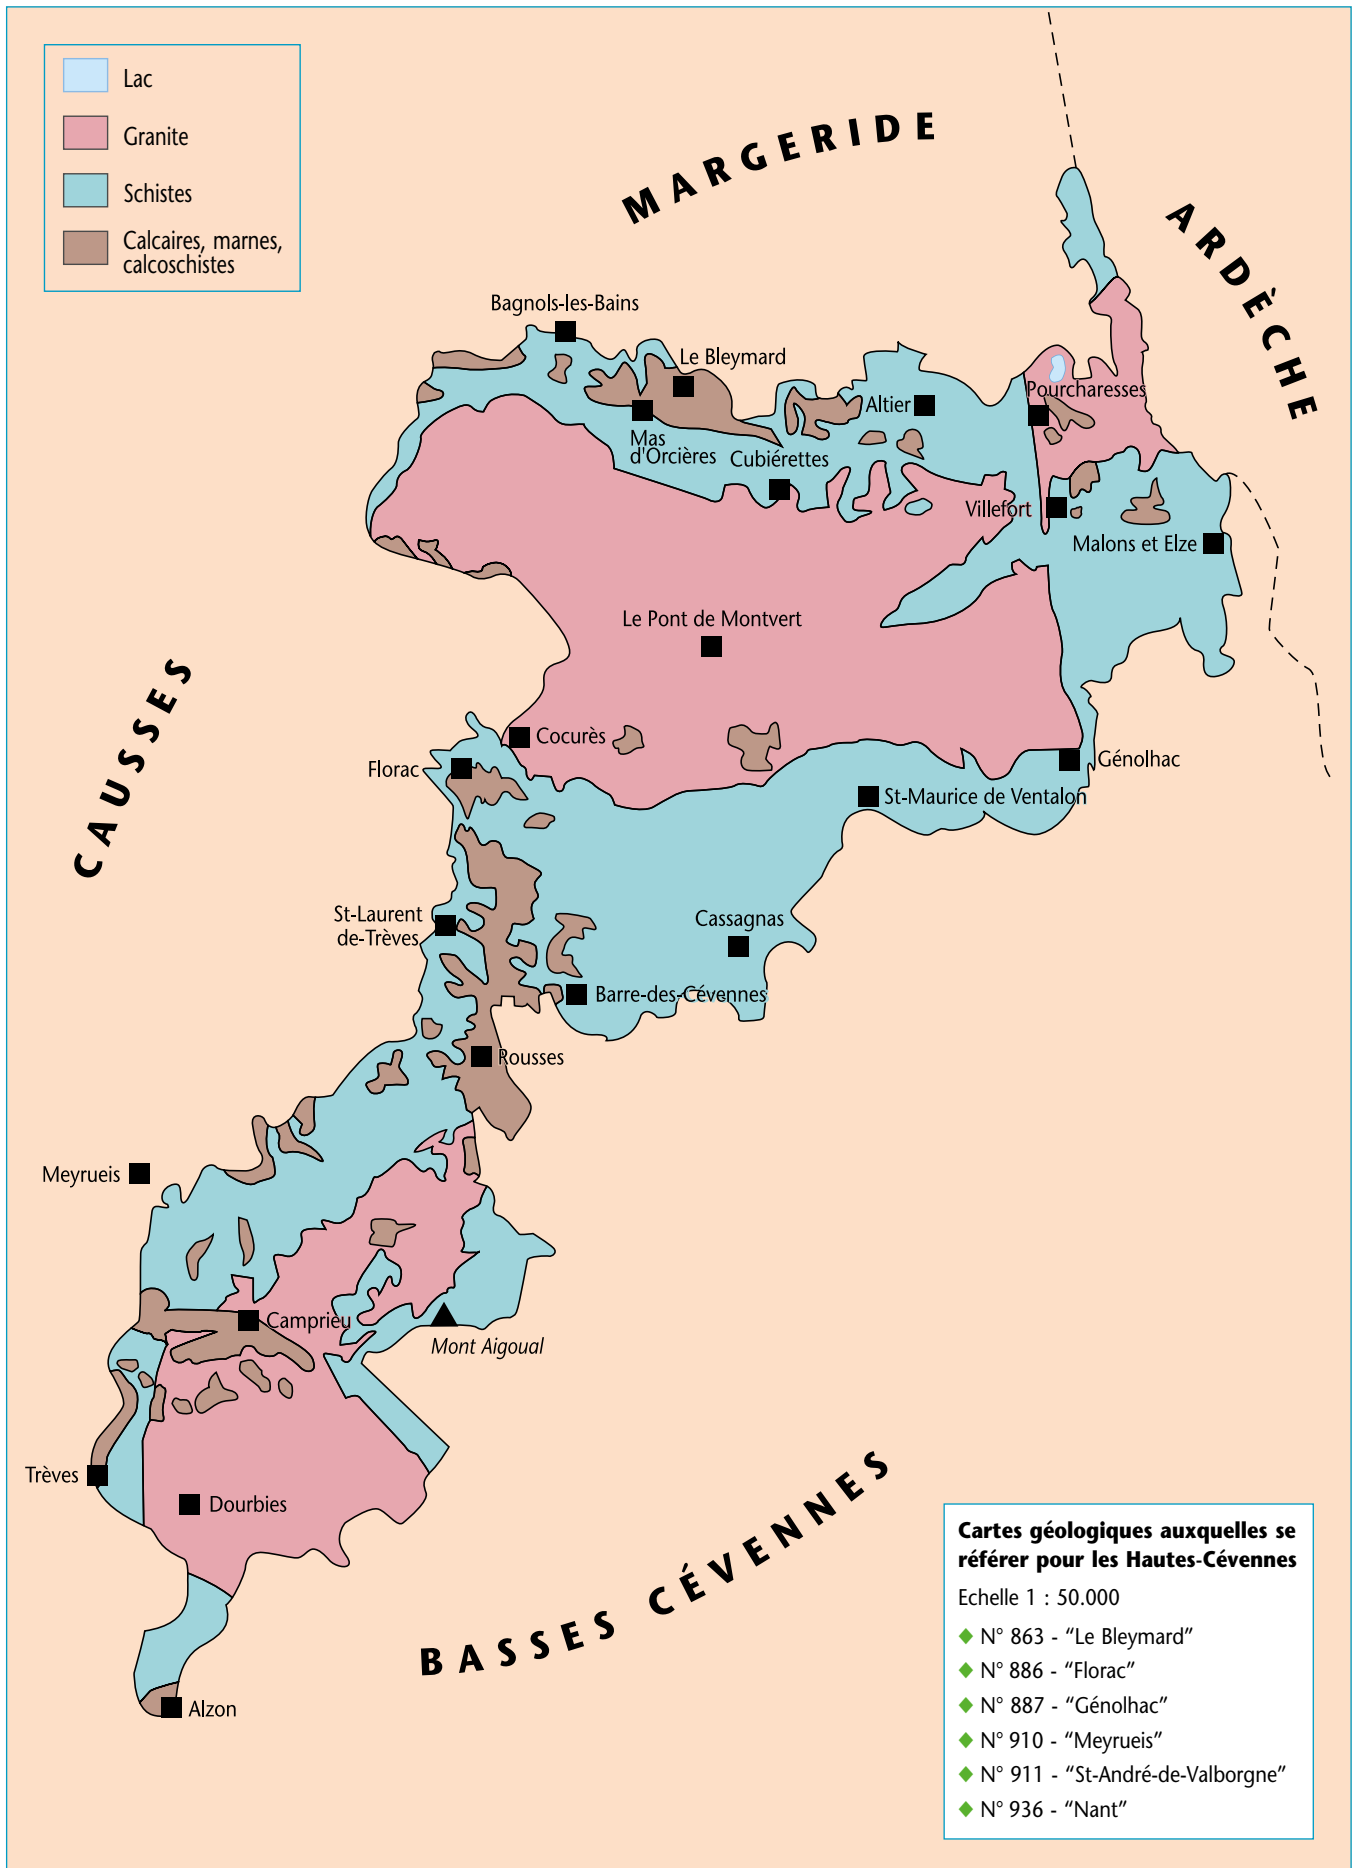 Lac
Granite
Schistes
Calcaires, marnes,
calcoschistes
MARGERIDE
ARDÈCHE
Bagnols-les-Bains
Le Bleymard
Pourcharesses
Altier
Mas
d'Orcières
Cubiérettes
Villefort
Malons et Elze
Le Pont de Montvert
CAUSSES
Cocurès
Florac
Génolhac
St-Maurice de Ventalon
St-Laurent
de-Trèves
Cassagnas
Barre-des-Cévennes
Rousses
Meyrueis
Camprieu
Mont Aigoual
Trèves
Dourbies
BASSES CÉVENNES
Alzon
Cartes géologiques auxquelles se
référer pour les Hautes-Cévennes
Echelle 1 : 50.000
N° 863 - “Le Bleymard”
N° 886 - “Florac”
N° 887 - “Génolhac”
N° 910 - “Meyrueis”
N° 911 - “St-André-de-Valborgne”
N° 936 - “Nant”